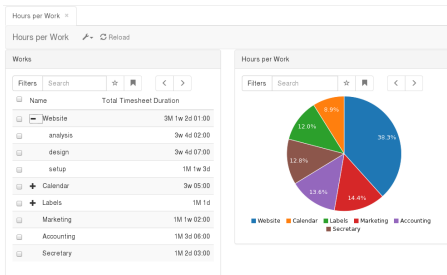 Hours per Work ×
Hours per Work Reload
Works
Filters Search
Name Total Timesheet Duration
Website 3M 1w 2d 01:00
analysis 3w 4d 02:00
design 3w 4d 07:00
setup 1M 1w 3d
Calendar 3w 05:00
Labels 1M 1d
Marketing 1M 1w 02:00
Accounting 1M 3d 06:00
Secretary 1M 2d 03:00
Hours per Work
Filters Search
9.9%
12.0%
38.3%
12.8%
13.6%
14.4%
Website Calendar Labels Marketing Accounting
Secretary